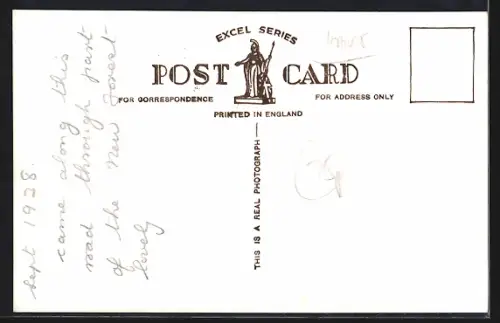 EXCEL SERIES
POST CARD
FOR CORRESPONDENCE
FOR ADDRESS ONLY
PRINTED IN ENGLAND
THIS IS A REAL PHOTOGRAPH
Sept 1938.
came along this
road through part
of the New Forest-
lovely